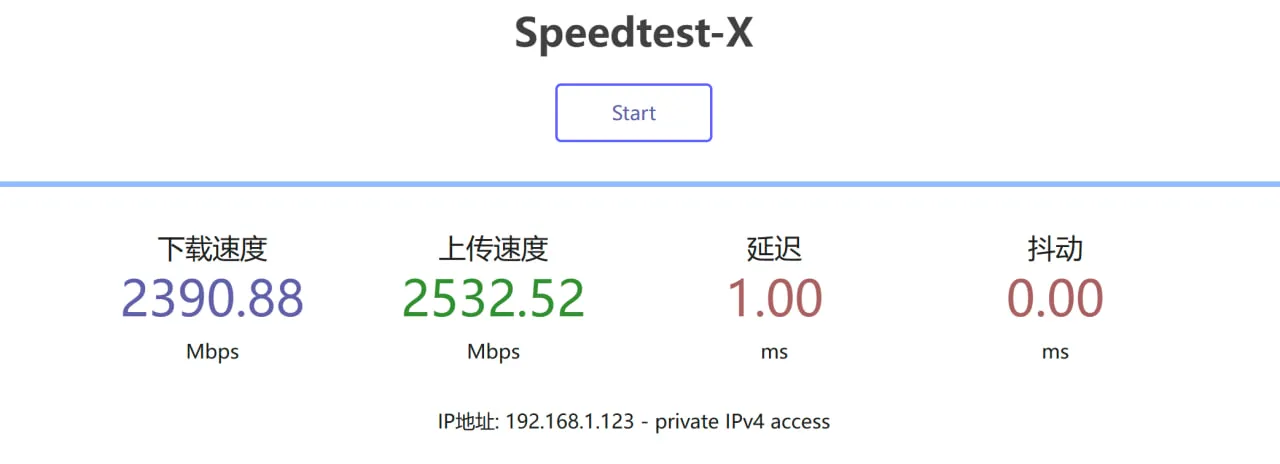 Speedtest-X
Start
下载速度 上传速度 延迟 抖动
2390.88 2532.52 1.00 0.00
Mbps Mbps ms ms
IP地址: 192.168.1.123 - private IPv4 access